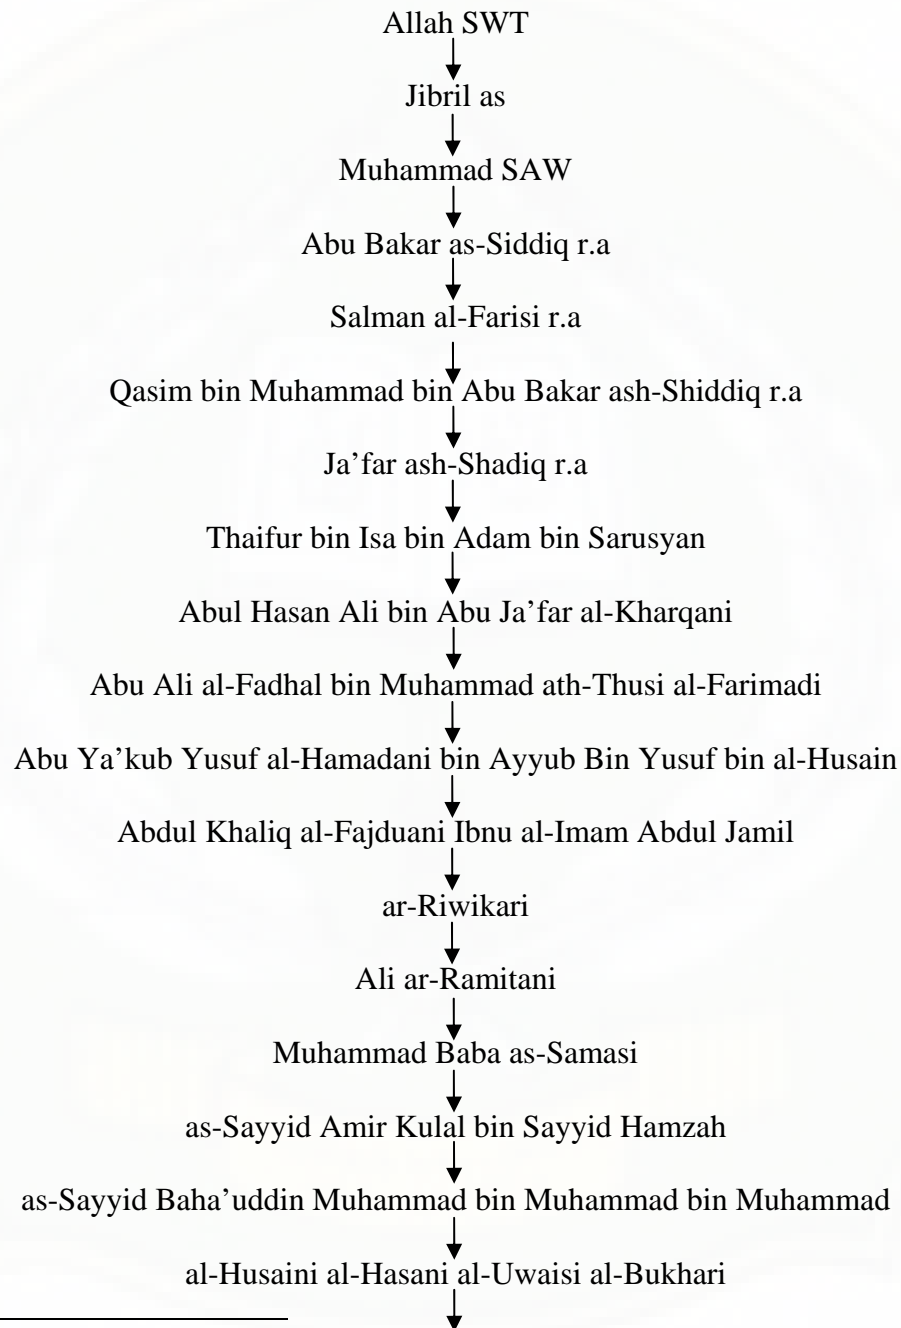 Allah SWT
Jibril as
Muhammad SAW
Abu Bakar as-Siddiq r.a
Salman al-Farisi r.a
Qasim bin Muhammad bin Abu Bakar ash-Shiddiq r.a
Ja’far ash-Shadiq r.a
Thaifur bin Isa bin Adam bin Sarusyan
Abul Hasan Ali bin Abu Ja’far al-Kharqani
Abu Ali al-Fadhal bin Muhammad ath-Thusi al-Farimadi
Abu Ya’kub Yusuf al-Hamadani bin Ayyub Bin Yusuf bin al-Husain
Abdul Khaliq al-Fajduani Ibnu al-Imam Abdul Jamil
ar-Riwikari
Ali ar-Ramitani
Muhammad Baba as-Samasi
as-Sayyid Amir Kulal bin Sayyid Hamzah
as-Sayyid Baha’uddin Muhammad bin Muhammad bin Muhammad
al-Husaini al-Hasani al-Uwaisi al-Bukhari